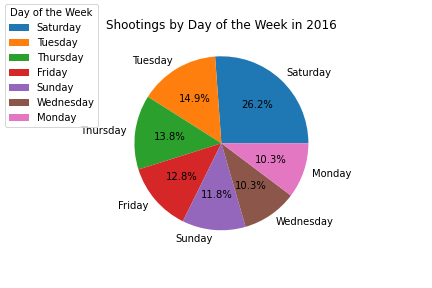 Shootings by Day of the Week in 2016
Day of the Week
Saturday
Tuesday
Thursday
Friday
Sunday
Wednesday
Monday
Saturday
26.2%
Tuesday
14.9%
Thursday
13.8%
Friday
12.8%
Sunday
11.8%
Wednesday
10.3%
Monday
10.3%